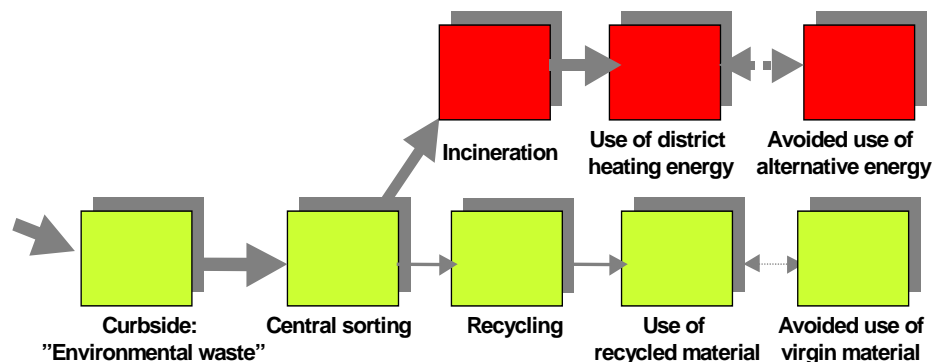 Incineration
Use of district
heating energy
Avoided use of
alternative energy
Curbside:
”Environmental waste”
Central sorting
Recycling
Use of
recycled material
Avoided use of
virgin material